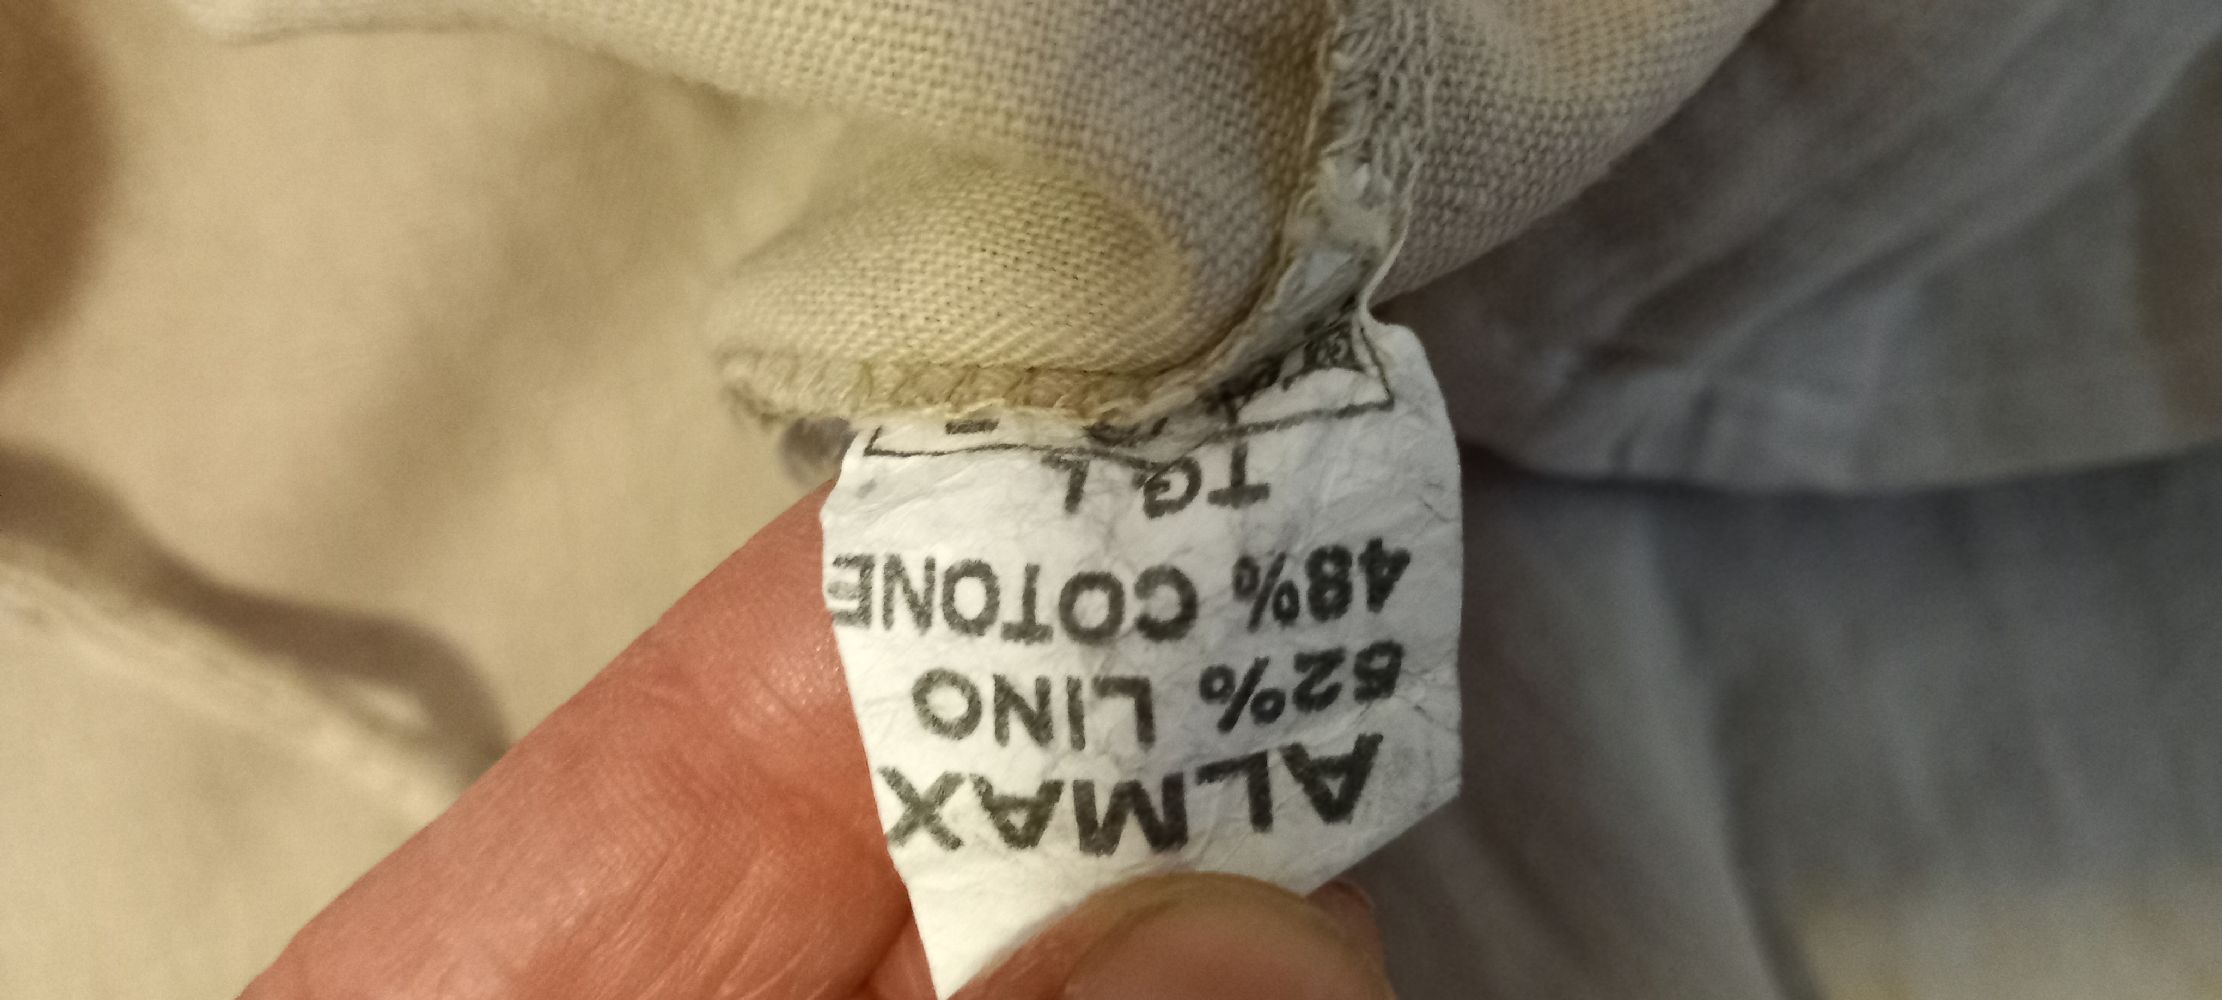 ALMAX
52% LINO
48% COTONE
TG L